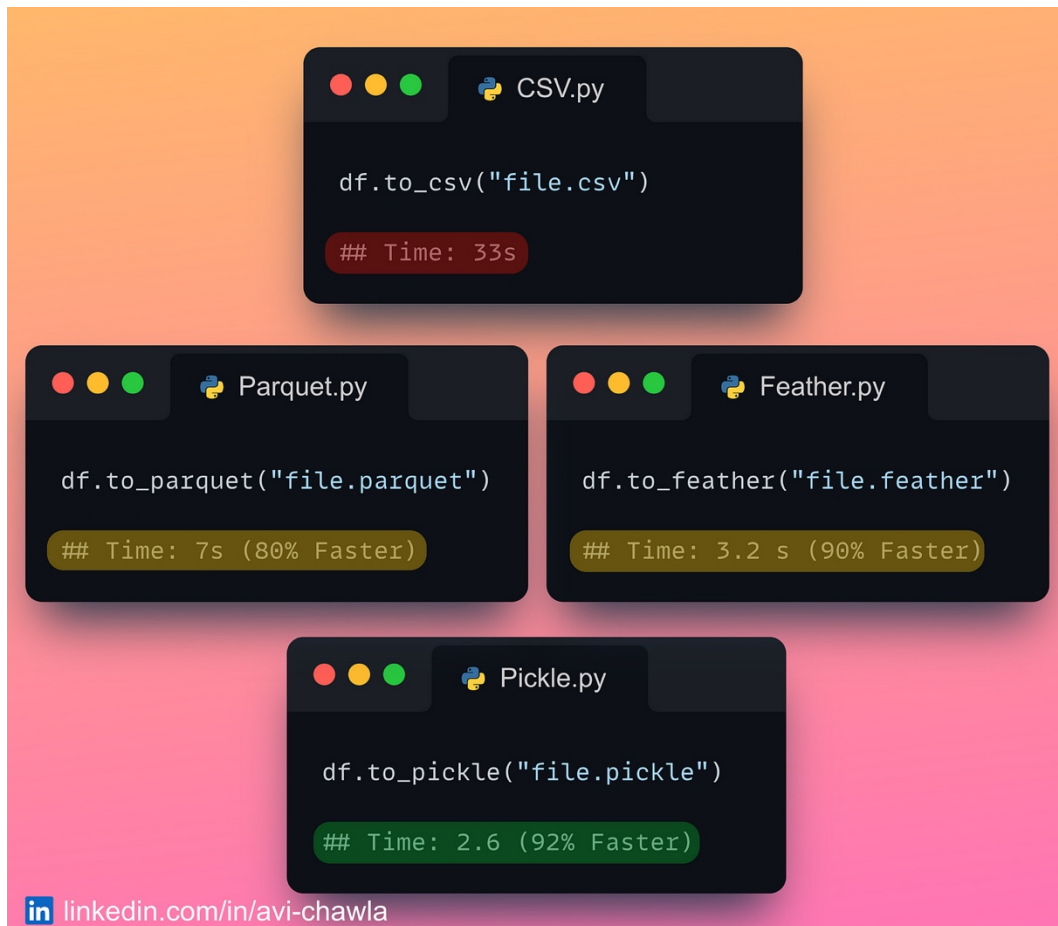 CSV.py
df.to_csv("file.csv")
## Time: 33s
Parquet.py
df.to_parquet("file.parquet")
## Time: 7s (80% Faster)
Feather.py
df.to_feather("file.feather")
## Time: 3.2 s (90% Faster)
Pickle.py
df.to_pickle("file.pickle")
## Time: 2.6 (92% Faster)
in linkedin.com/in/avi-chawla